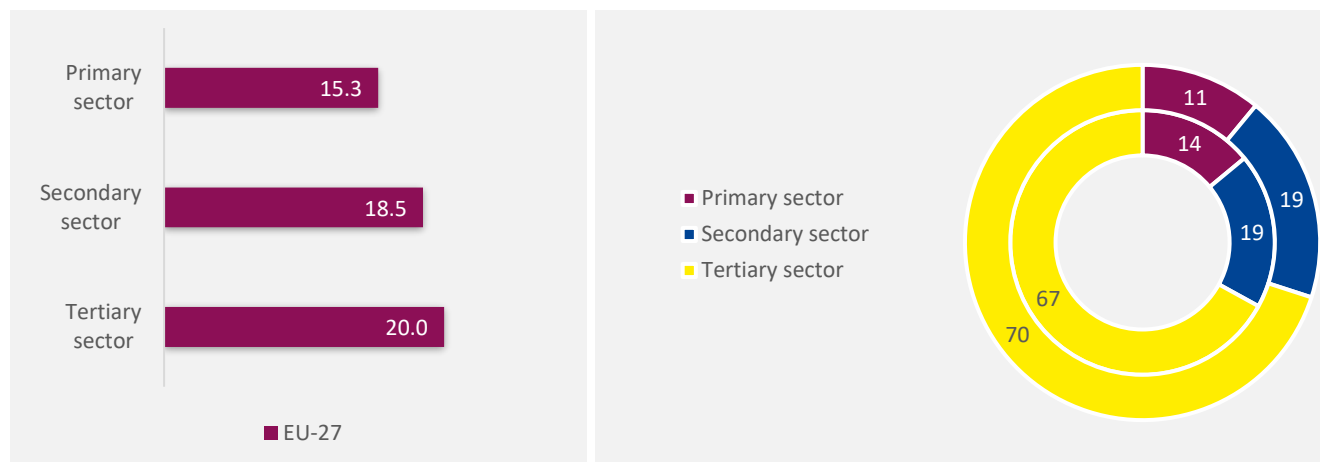 Primary
sector
15.3
Secondary
sector
18.5
Tertiary
sector
20.0
EU-27
Primary sector
Secondary sector
Tertiary sector
11
14
19
19
67
70